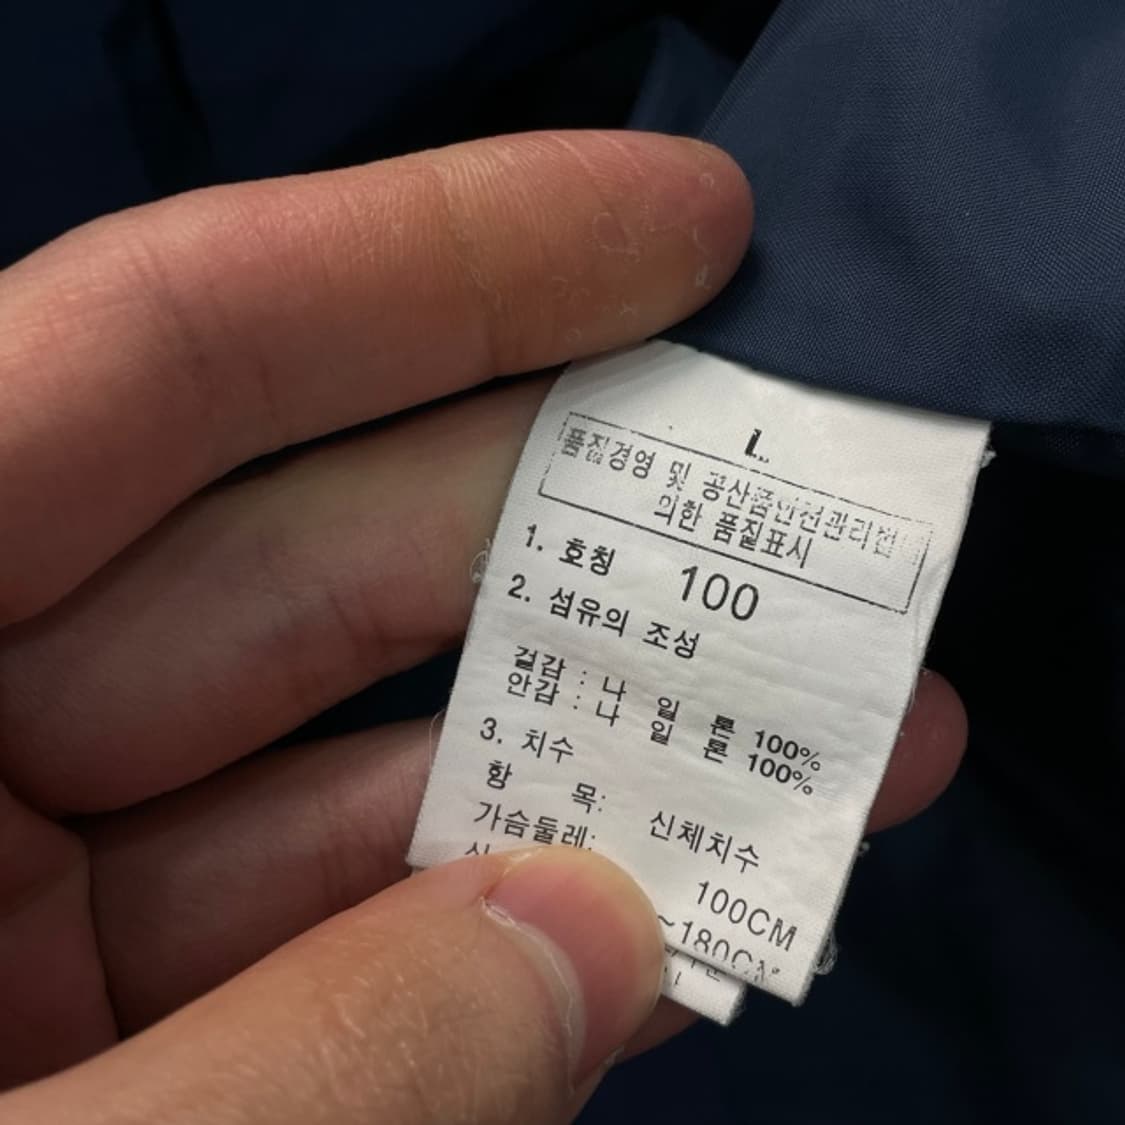 L
품질경영 및 공산품안전관리법
의한 품질표시
1. 호칭 100
2. 섬유의 조성
겉감 : 나 일 론 100%
안감 : 나 일 론 100%
3. 치수
항 목: 신체치수
가슴둘레: 100CM
~180CM